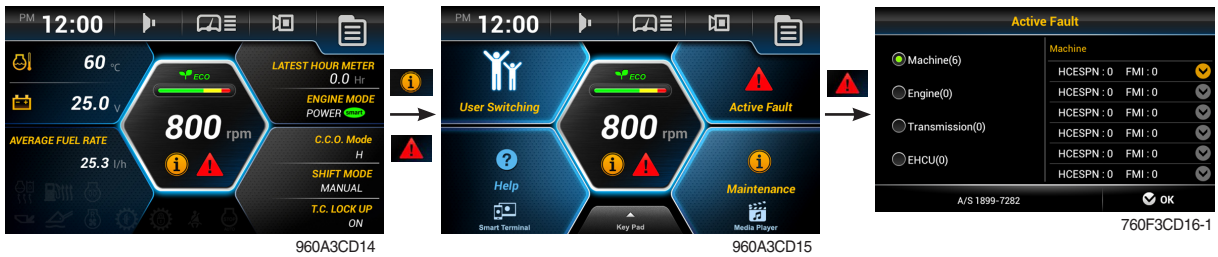 PM 12:00
60 ℃
25.0 V
AVERAGE FUEL RATE
25.3 l/h
ECO
800 rpm
LATEST HOUR METER
0.0 Hr
ENGINE MODE
POWER smart
C.C.O. Mode
H
SHIFT MODE
MANUAL
T.C. LOCK UP
ON
960A3CD14
PM 12:00
User Switching
Active Fault
ECO
800 rpm
Help
Maintenance
Smart Terminal
Key Pad
Media Player
960A3CD15
Active Fault
Machine(6)
Engine(0)
Transmission(0)
EHCU(0)
Machine
HCESPN : 0 FMI : 0
HCESPN : 0 FMI : 0
HCESPN : 0 FMI : 0
HCESPN : 0 FMI : 0
HCESPN : 0 FMI : 0
HCESPN : 0 FMI : 0
A/S 1899-7282
OK
760F3CD16-1